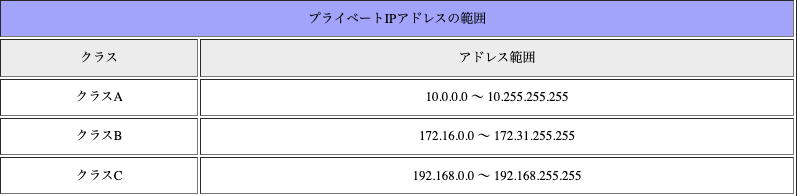 プライベートIPアドレスの範囲
クラス アドレス範囲
クラスA 10.0.0.0 ～ 10.255.255.255
クラスB 172.16.0.0 ～ 172.31.255.255
クラスC 192.168.0.0 ～ 192.168.255.255